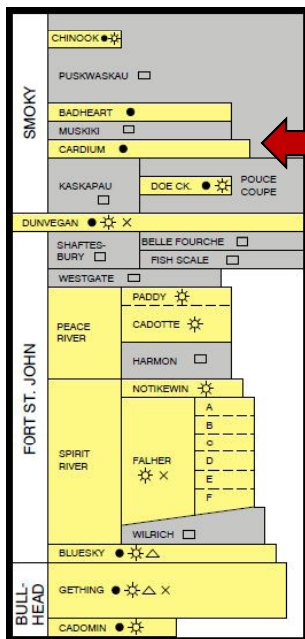 SMOKY
CHINOOK
PUSKWASKAU
BADHEART
MUSKIKI
CARDIUM
KASKAPAU
DOE CK.
POUCE
COUPE
DUNVEGAN
FORT ST. JOHN
SHAFTES-
BURY
BELLE FOURCHE
FISH SCALE
WESTGATE
PEACE
RIVER
PADDY
CADOTTE
HARMON
SPIRIT
RIVER
NOTIKEWIN
FALHER
A
B
C
D
E
F
WILRICH
BLUESKY
BULL-
HEAD
GETHING
CADOMIN